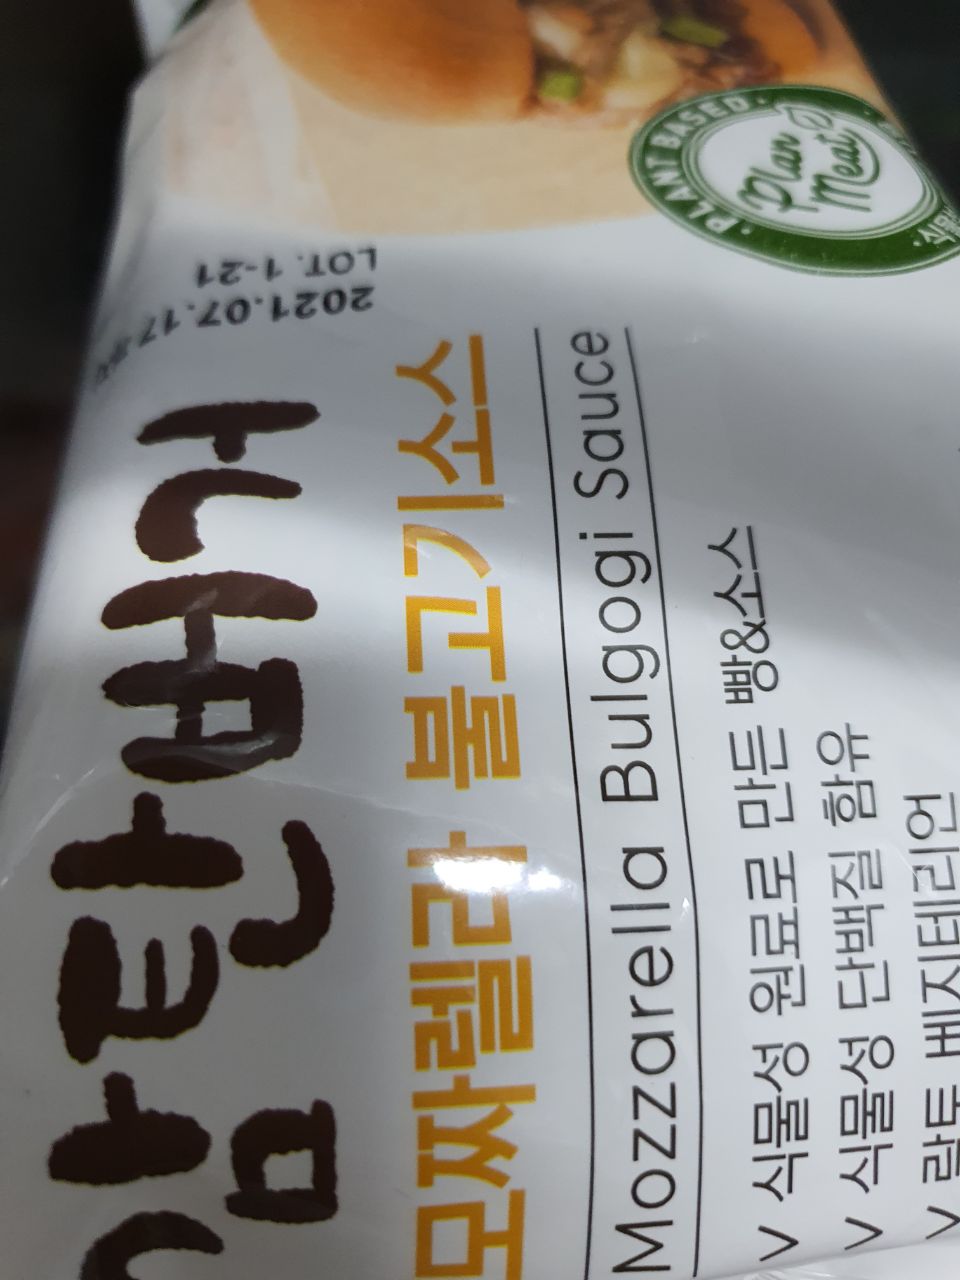 감탄버거
모짜렐라 불고기소스
Mozzarella Bulgogi Sauce
V 식물성 원료로 만든 빵&소스
V 식물성 단백질 함유
V 락토 베지테리언
PLANT BASED
Plan
Meat
2021.07.17
LOT. 1-21